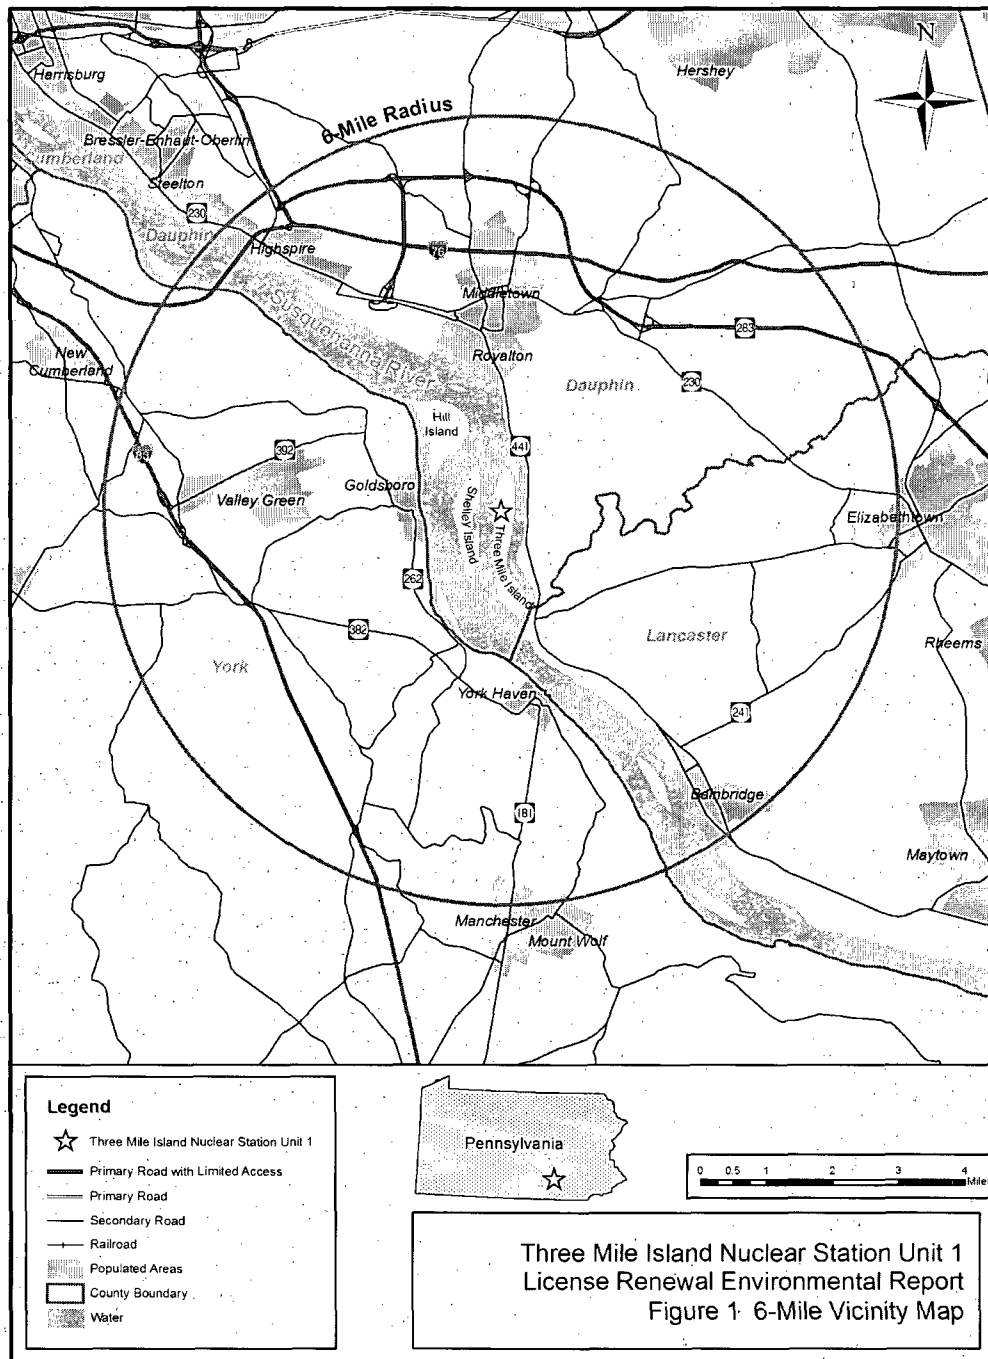 N
Harrisburg
Hershey
6-Mile Radius
Bressler-Enhaut-Oberlin
Cumberland
Steelton
230
Dauphin
Highspire
76
Middletown
Susquehanna River
283
New
Cumberland
Royalton
Dauphin
230
Hill
Island
83
392
441
Valley Green
Goldsboro
Shelley Island
Three Mile Island
Elizabethtown
262
382
Lancaster
Rheems
York
York Haven
241
181
Bainbridge
Maytown
Manchester
Mount Wolf
Legend
Three Mile Island Nuclear Station Unit 1
Primary Road with Limited Access
Primary Road
Secondary Road
Railroad
Populated Areas
County Boundary
Water
Pennsylvania
0 0.5 1 2 3 4
Miles
Three Mile Island Nuclear Station Unit 1
License Renewal Environmental Report
Figure 1 6-Mile Vicinity Map